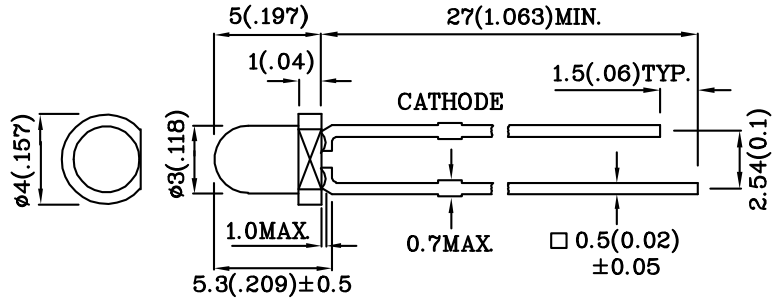 5(.197)
27(1.063)MIN.
1(.04)
1.5(.06)TYP.
CATHODE
ø4(.157)
ø3(.118)
2.54(0.1)
1.0MAX.
0.7MAX.
□ 0.5(0.02)
±0.05
5.3(.209)±0.5